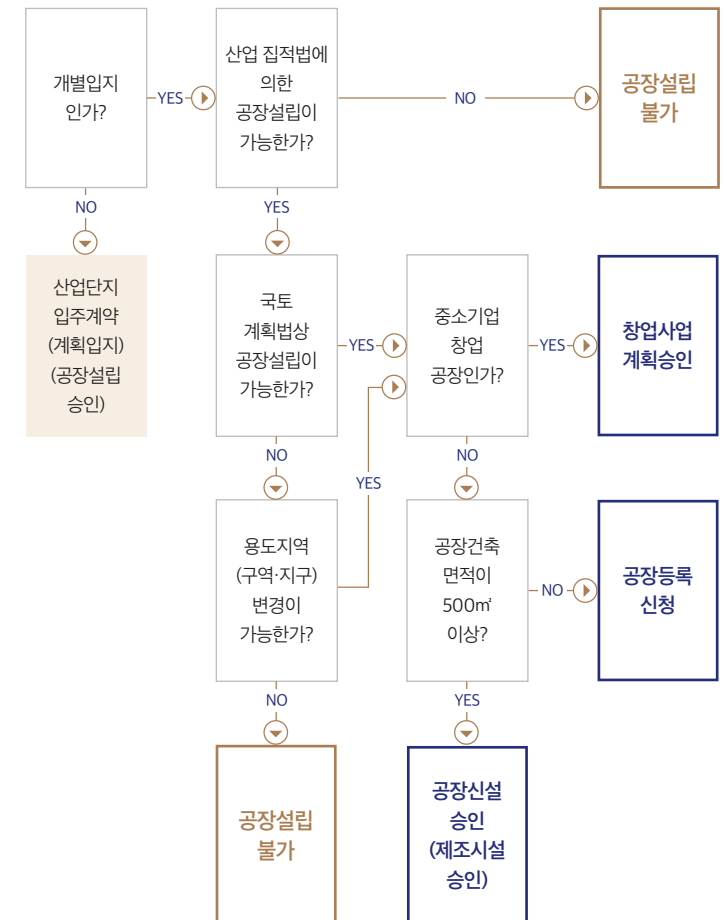 개별입지
인가?
YES
산업 집적법에
의한
공장설립이
가능한가?
NO
공장설립
불가
NO
YES
산업단지
입주계약
(계획입지)
(공장설립
승인)
국토
계획법상
공장설립이
가능한가?
YES
중소기업
창업
공장인가?
YES
창업사업
계획승인
NO
YES
NO
용도지역
(구역·지구)
변경이
가능한가?
공장건축
면적이
500㎡
이상?
NO
공장등록
신청
NO
YES
공장설립
불가
공장신설
승인
(제조시설
승인)